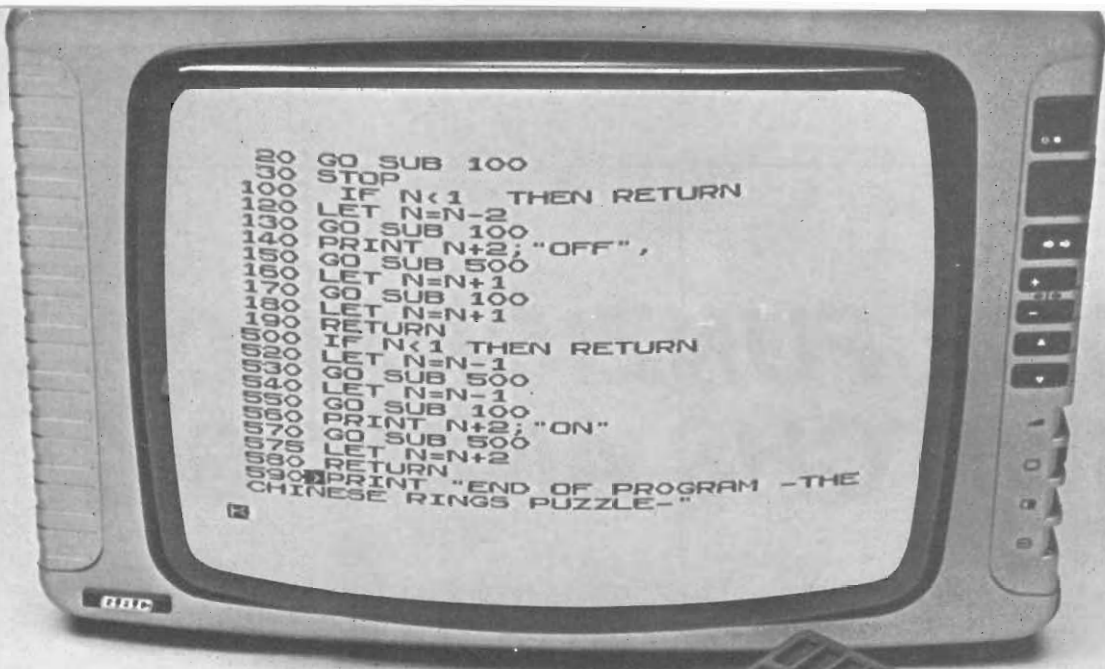 20 GO SUB 100
30 STOP
100 IF N<1 THEN RETURN
120 LET N=N-2
130 GO SUB 100
140 PRINT N+2;"OFF",
150 GO SUB 500
160 LET N=N+1
170 GO SUB 100
180 LET N=N+1
190 RETURN
500 IF N<1 THEN RETURN
520 LET N=N-1
530 GO SUB 500
540 LET N=N-1
550 GO SUB 100
560 PRINT N+2;"ON"
570 GO SUB 500
575 LET N=N+2
580 RETURN
590>PRINT "END OF PROGRAM -THE
CHINESE RINGS PUZZLE-"
K